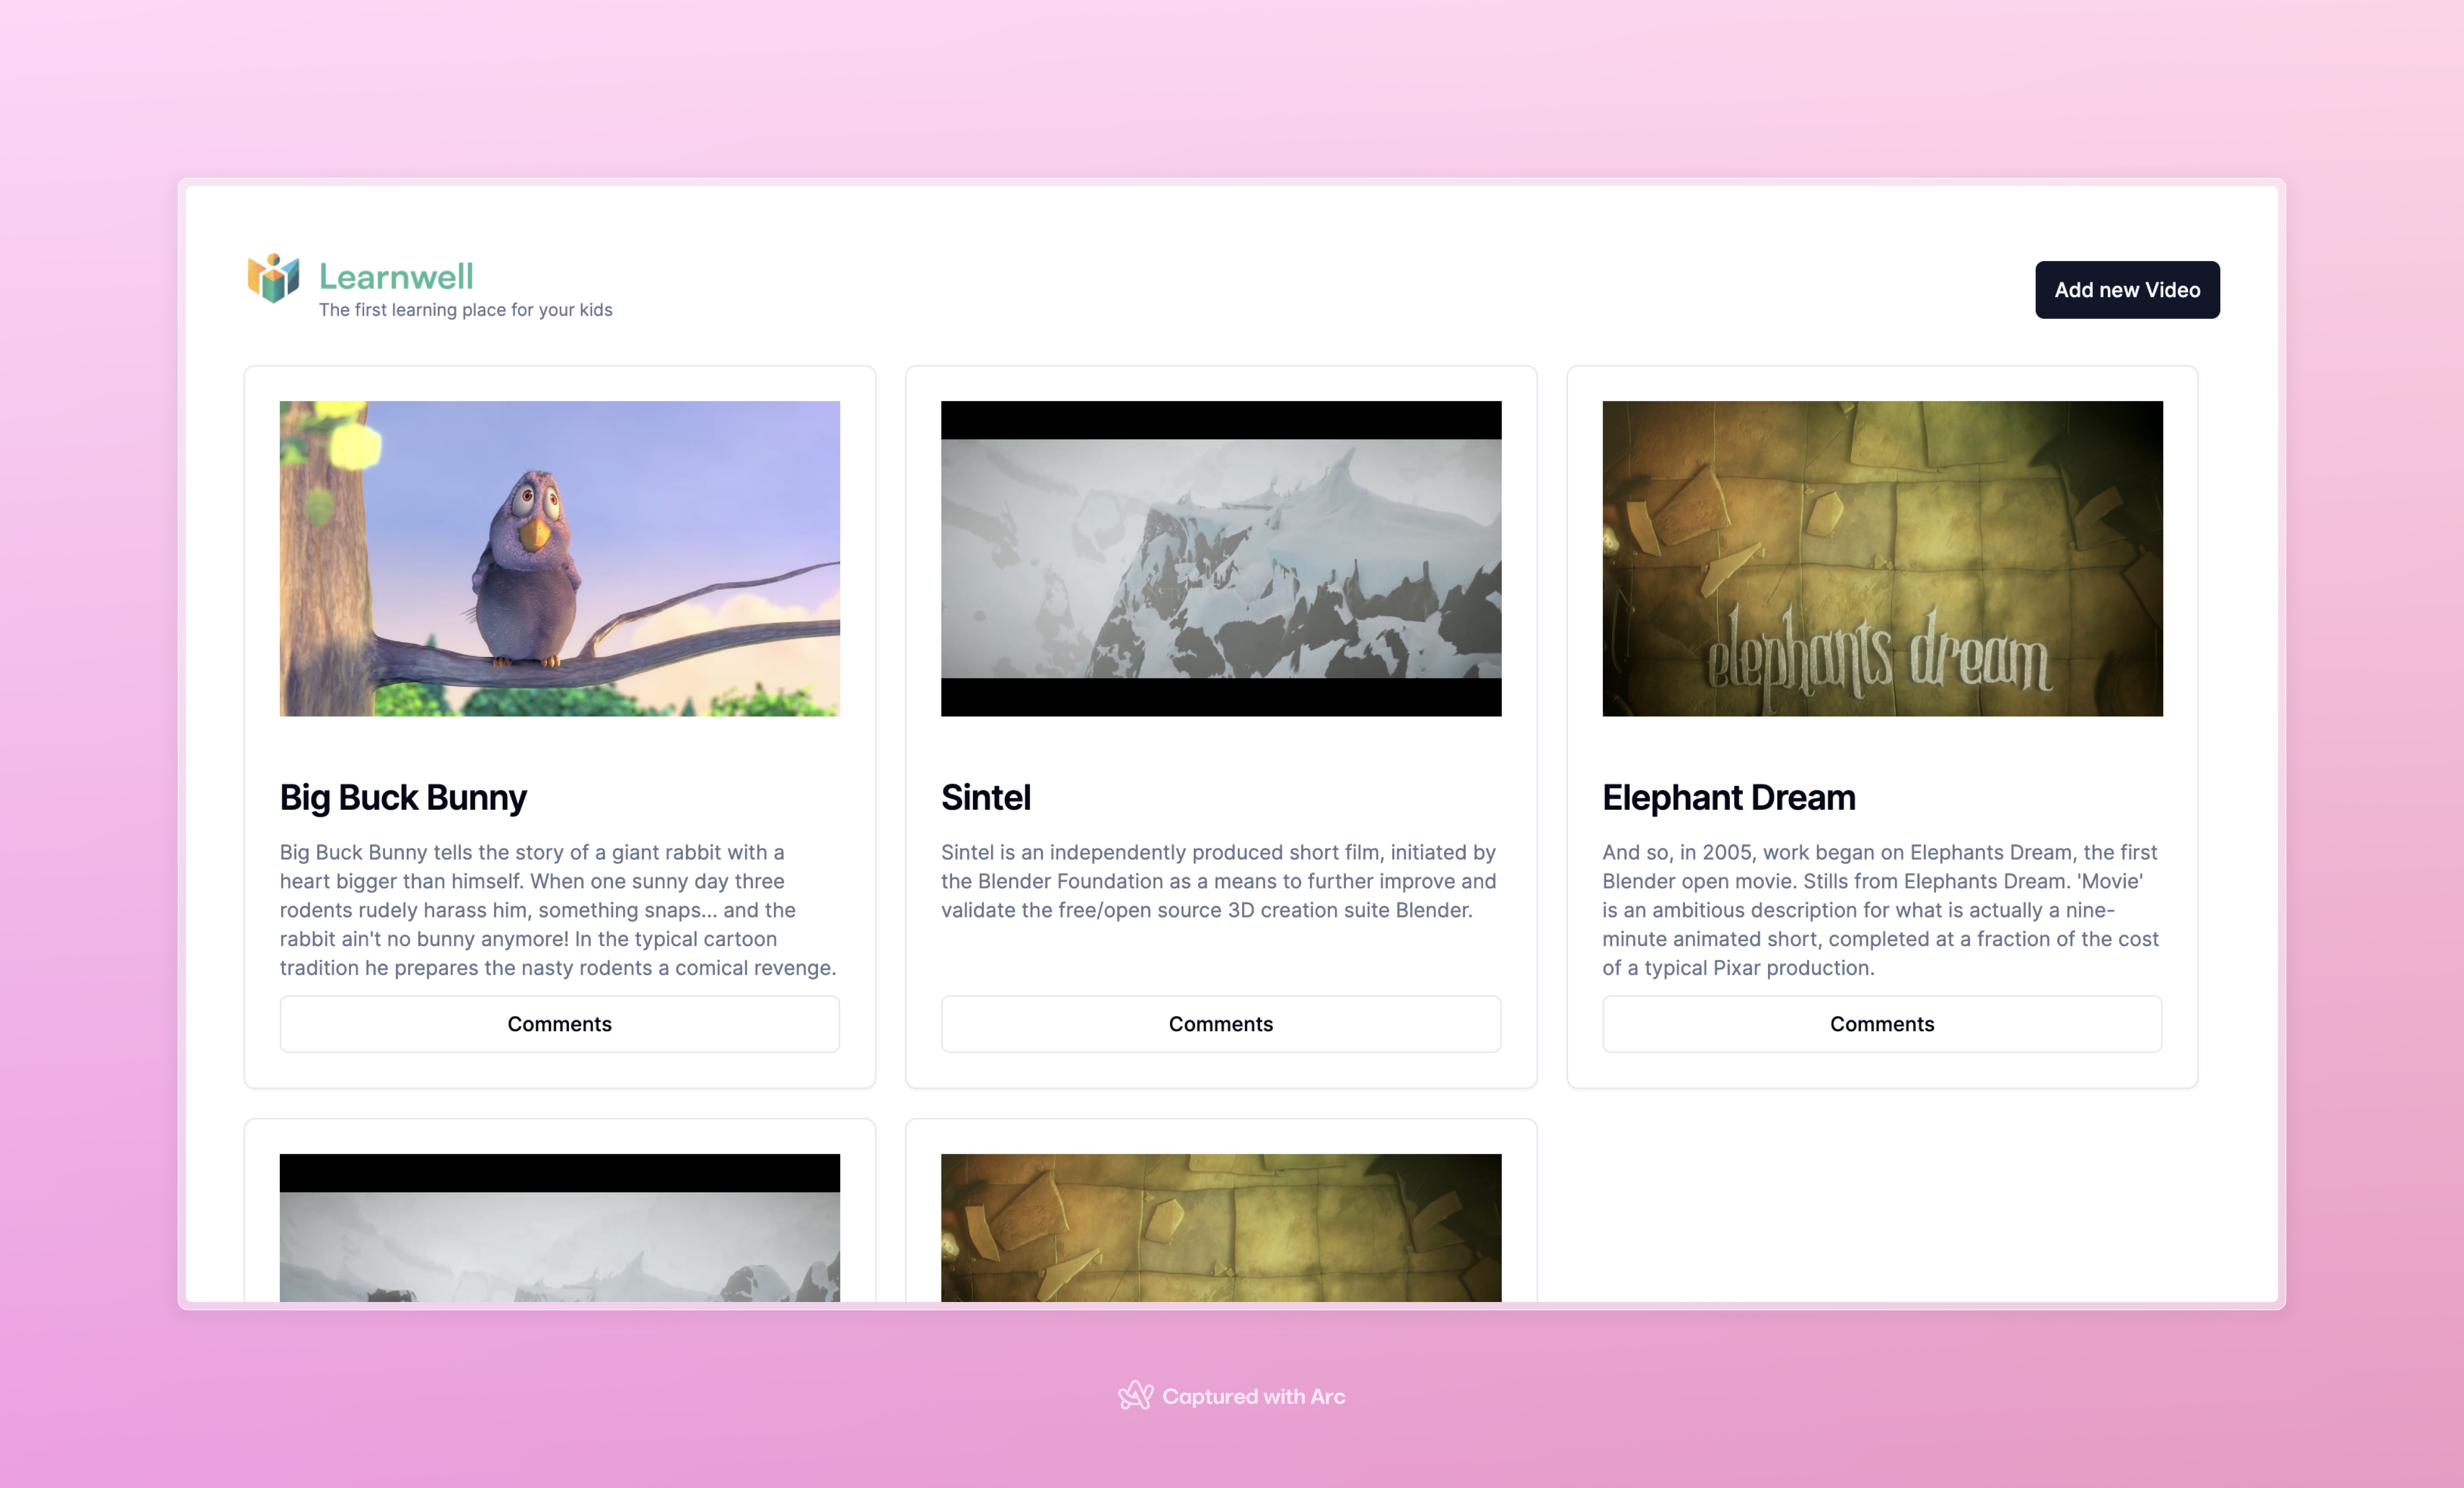 Learnwell
The first learning place for your kids
Add new Video
elephants dream
Big Buck Bunny
Big Buck Bunny tells the story of a giant rabbit with a
heart bigger than himself. When one sunny day three
rodents rudely harass him, something snaps... and the
rabbit ain't no bunny anymore! In the typical cartoon
tradition he prepares the nasty rodents a comical revenge.
Comments
Sintel
Sintel is an independently produced short film, initiated by
the Blender Foundation as a means to further improve and
validate the free/open source 3D creation suite Blender.
Comments
Elephant Dream
And so, in 2005, work began on Elephants Dream, the first
Blender open movie. Stills from Elephants Dream. 'Movie'
is an ambitious description for what is actually a nine-
minute animated short, completed at a fraction of the cost
of a typical Pixar production.
Comments
Captured with Arc